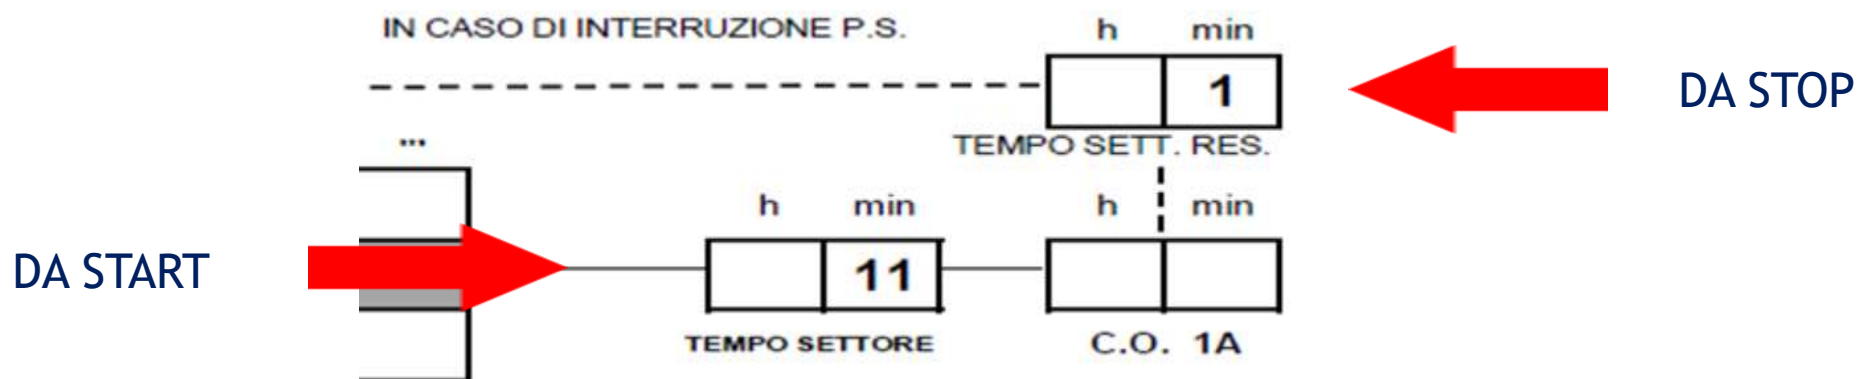 IN CASO DI INTERRUZIONE P.S.
h min
1
DA STOP
...
TEMPO SETT. RES.
h min h min
DA START
11
TEMPO SETTORE
C.O. 1A